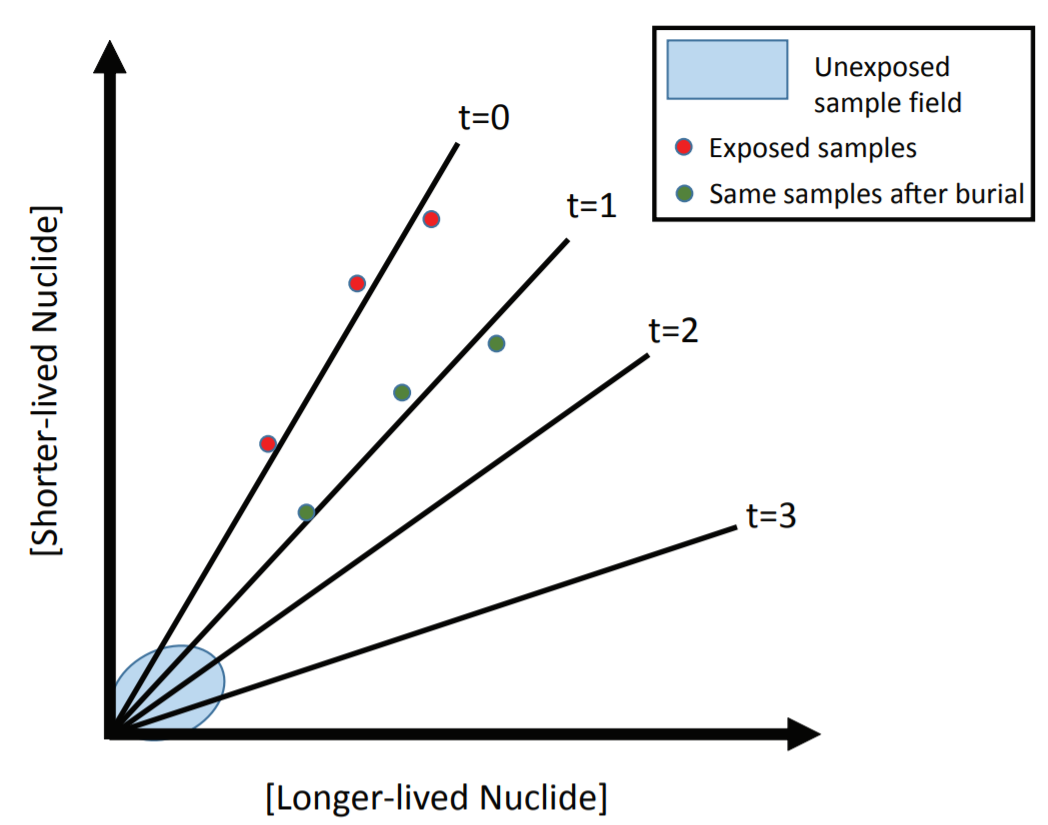 Unexposed
sample field
Exposed samples
Same samples after burial
t=0
t=1
t=2
t=3
[Shorter-lived Nuclide]
[Longer-lived Nuclide]